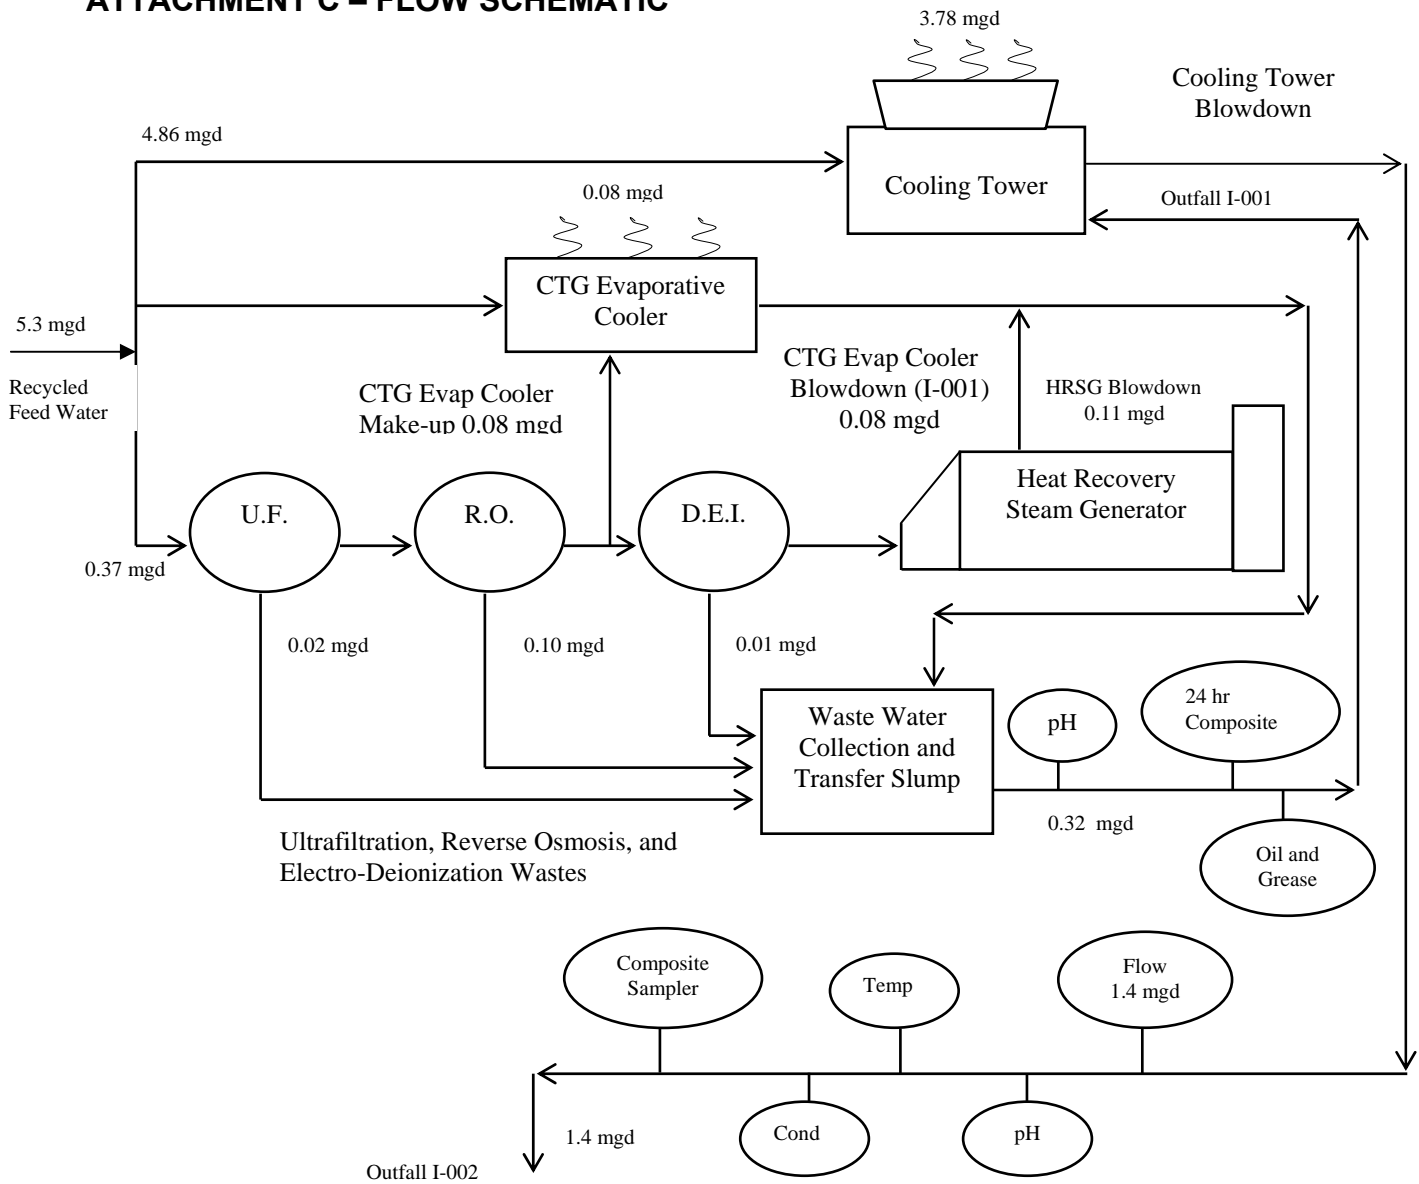 ATTACHMENT C – FLOW SCHEMATIC
3.78 mgd
Cooling Tower
Blowdown
4.86 mgd
Cooling Tower
0.08 mgd
Outfall I-001
CTG Evaporative
Cooler
5.3 mgd
Recycled
Feed Water
CTG Evap Cooler
Make-up 0.08 mgd
CTG Evap Cooler
Blowdown (I-001)
0.08 mgd
HRSG Blowdown
0.11 mgd
U.F.
R.O.
D.E.I.
Heat Recovery
Steam Generator
0.37 mgd
0.02 mgd
0.10 mgd
0.01 mgd
Waste Water
Collection and
Transfer Slump
pH
24 hr
Composite
0.32 mgd
Ultrafiltration, Reverse Osmosis, and
Electro-Deionization Wastes
Oil and
Grease
Composite
Sampler
Temp
Flow
1.4 mgd
Cond
pH
1.4 mgd
Outfall I-002